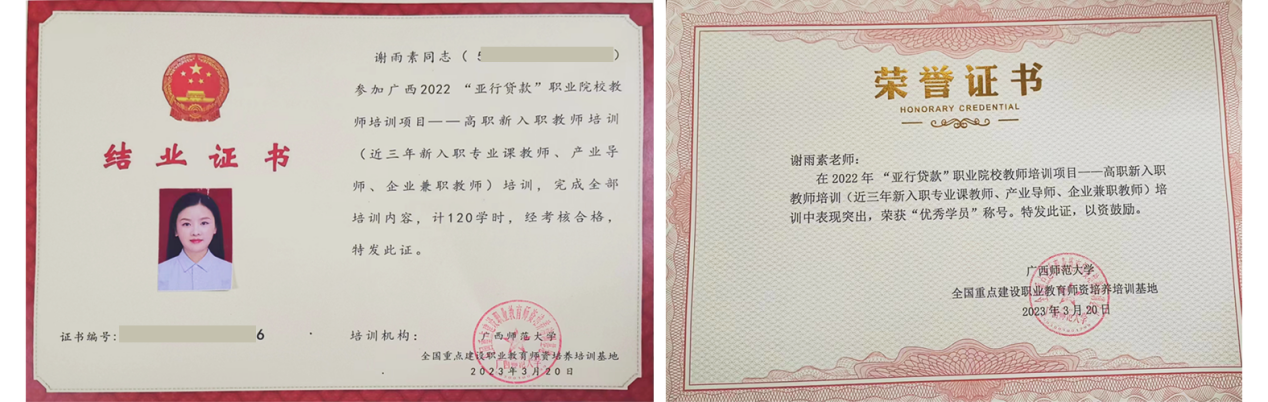 结业证书
证书编号:
6
谢雨素同志（5
）
参加广西2022 “亚行贷款”职业院校教
师培训项目——高职新入职教师培训
（近三年新入职专业课教师、产业导
师、企业兼职教师）培训，完成全部
培训内容，计120学时，经考核合格，
特发此证。
培训机构：
广西师范大学
全国重点建设职业教育师资培养培训基地
2023年3月20日
荣誉证书
HONORARY CREDENTIAL
谢雨素老师：
在 2022 年 “亚行贷款”职业院校教师培训项目——高职新入职
教师培训（近三年新入职专业课教师、产业导师、企业兼职教师）培
训中表现突出，荣获“优秀学员”称号。特发此证，以资鼓励。
广西师范大学
全国重点建设职业教育师资培养培训基地
2023 年 3 月 20 日